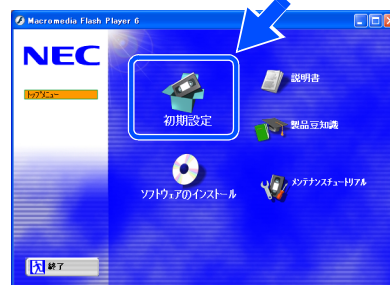 Macromedia Flash Player 6
NEC
トップメニュー
初期設定
説明書
製品豆知識
ソフトウェアのインストール
メンテナンスチュートリアル
終了